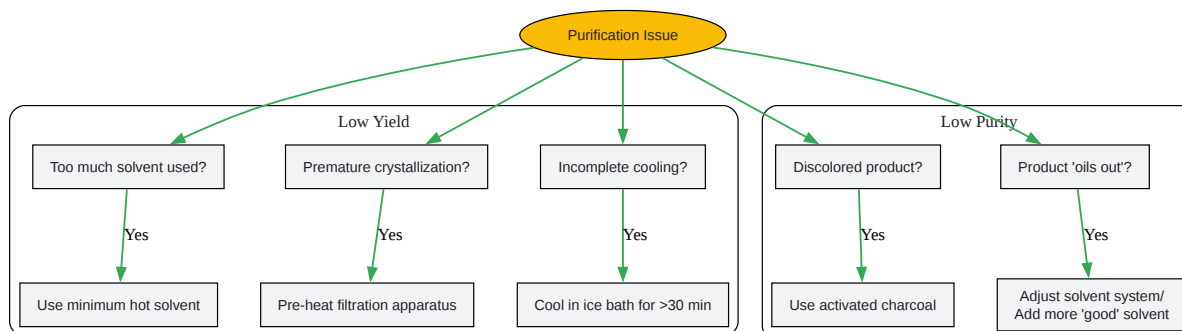 Purification Issue
Low Yield
Low Purity
Too much solvent used?
Premature crystallization?
Incomplete cooling?
Discolored product?
Product 'oils out'?
Yes
Yes
Yes
Yes
Yes
Use minimum hot solvent
Pre-heat filtration apparatus
Cool in ice bath for >30 min
Use activated charcoal
Adjust solvent system/
Add more 'good' solvent